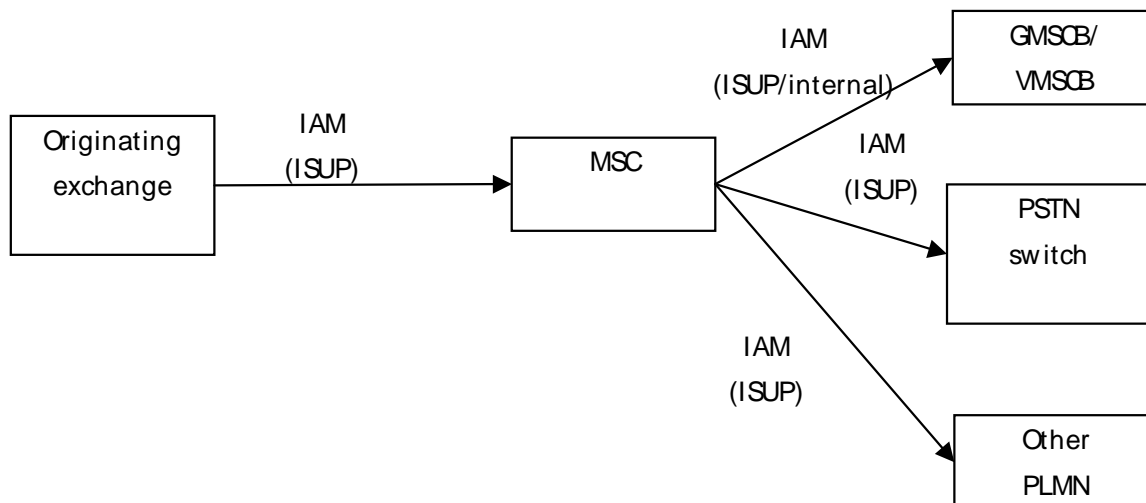 IAM
(ISUP/internal)
GMSCB/
VMSCB
Originating
exchange
IAM
(ISUP)
MSC
IAM
(ISUP)
PSTN
switch
IAM
(ISUP)
Other
PLMN